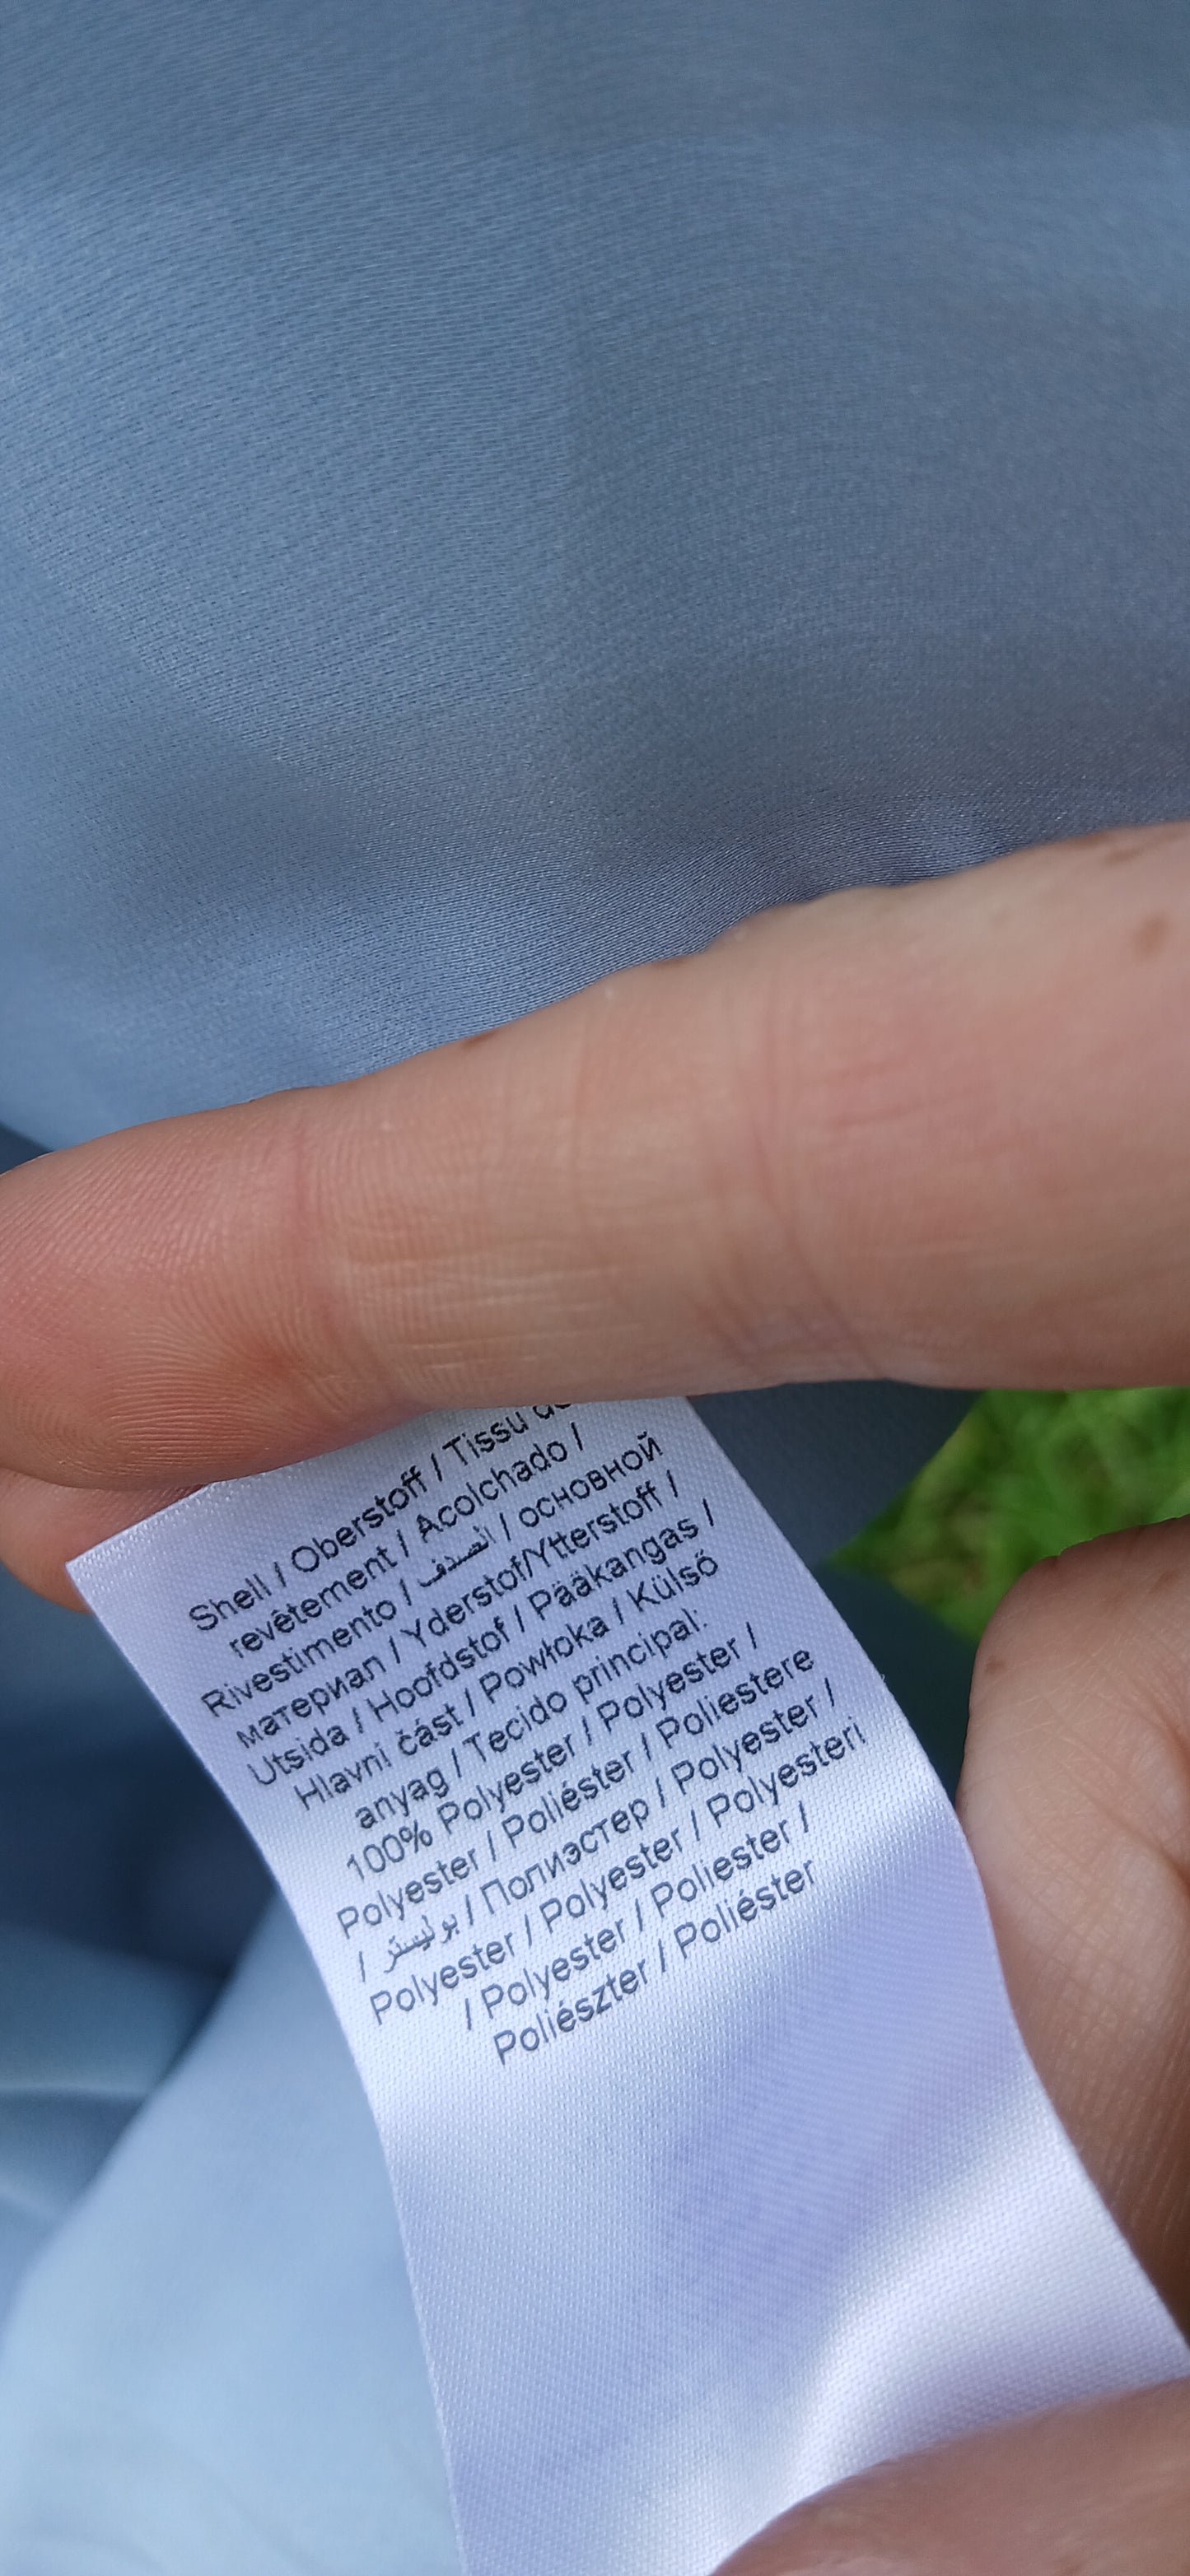 Shell / Oberstoff / Tissu de
revêtement / Acolchado /
Rivestimento / الصدف / основной
материал / Yderstof/Ytterstoff /
Utsida / Hoofdstof / Pääkangas /
Hlavní část / Powłoka / Külső
anyag / Tecido principal:
100% Polyester / Polyester /
Polyester / Poliéster / Poliestere
/ بوليستر / Полиэстер / Polyester /
Polyester / Polyester / Polyesteri
/ Polyester / Poliester /
Poliészter / Poliéster